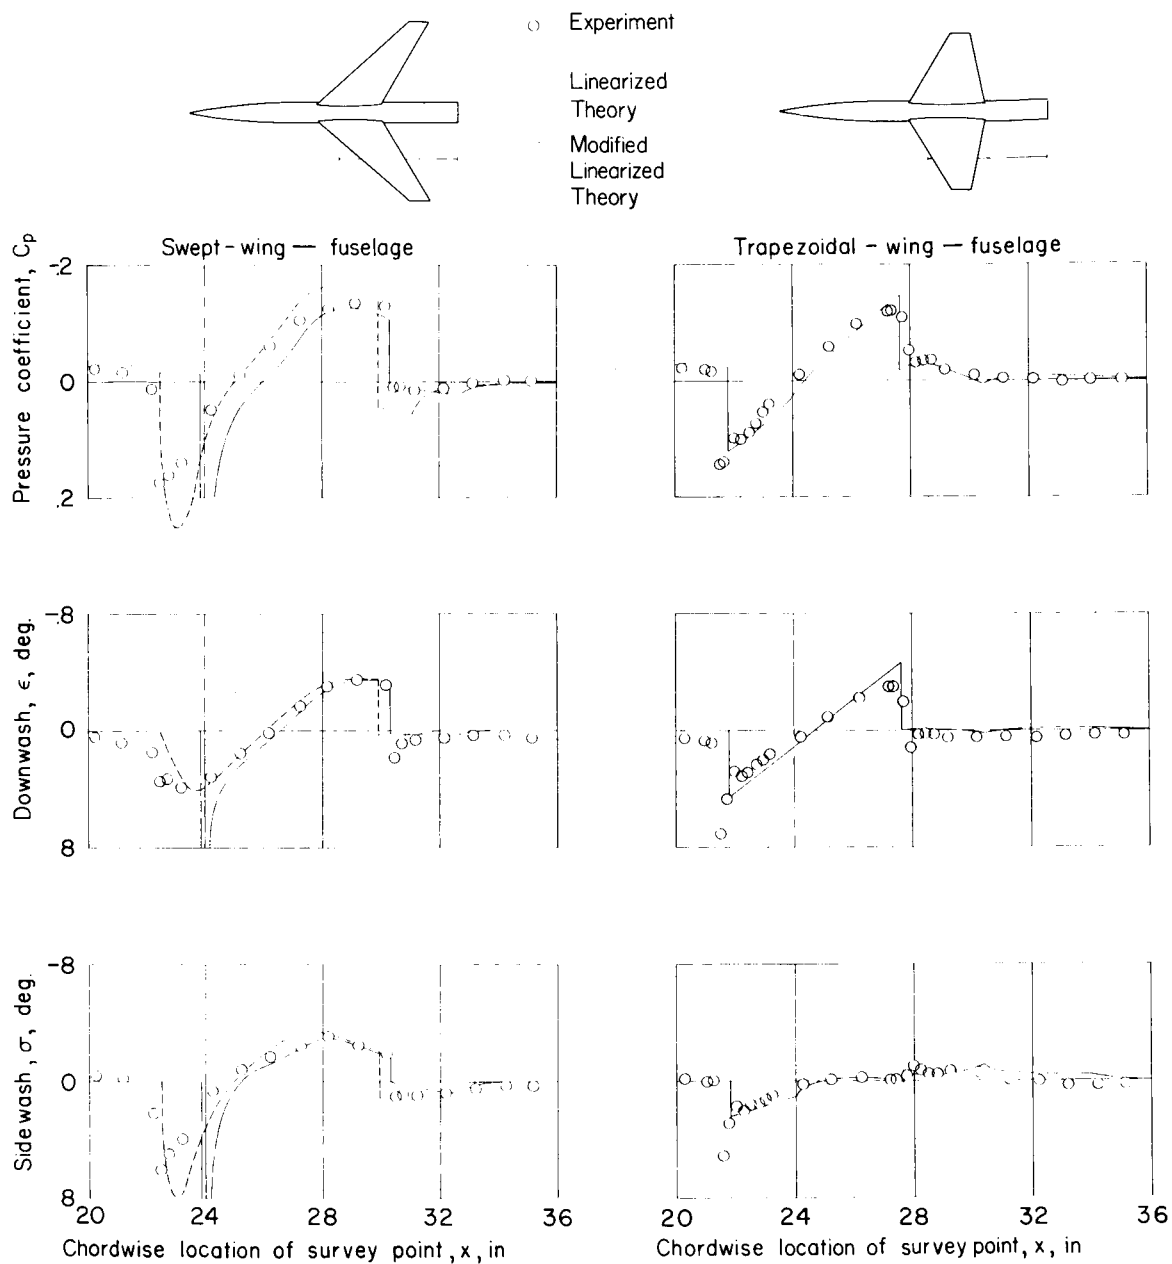 Experiment
Linearized
Theory
Modified
Linearized
Theory
Swept-wing — fuselage
Trapezoidal-wing — fuselage
Pressure coefficient, Cp
-.2
0
.2
Downwash, ε, deg.
-8
0
8
Sidewash, σ, deg.
-8
0
8
20 24 28 32 36
20 24 28 32 36
Chordwise location of survey point, x, in
Chordwise location of survey point, x, in